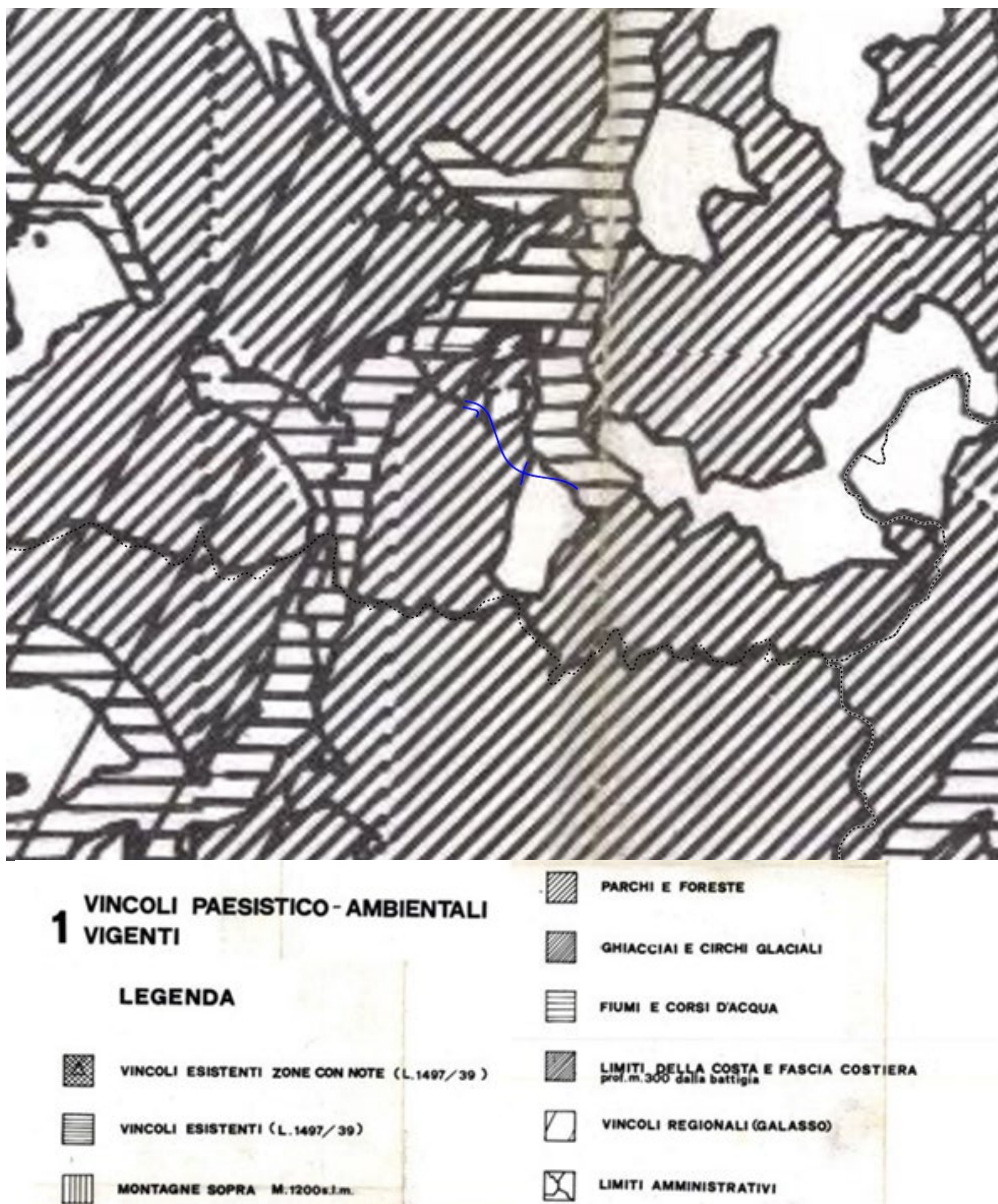 1
VINCOLI PAESISTICO-AMBIENTALI
VIGENTI
LEGENDA
VINCOLI ESISTENTI ZONE CON NOTE (L.1497/39)
VINCOLI ESISTENTI (L.1497/39)
MONTAGNE SOPRA M.1200s.l.m.
PARCHI E FORESTE
GHIACCIAI E CIRCHI GLACIALI
FIUMI E CORSI D'ACQUA
LIMITI DELLA COSTA E FASCIA COSTIERA
prof.m.300 dalla battigia
VINCOLI REGIONALI (GALASSO)
LIMITI AMMINISTRATIVI